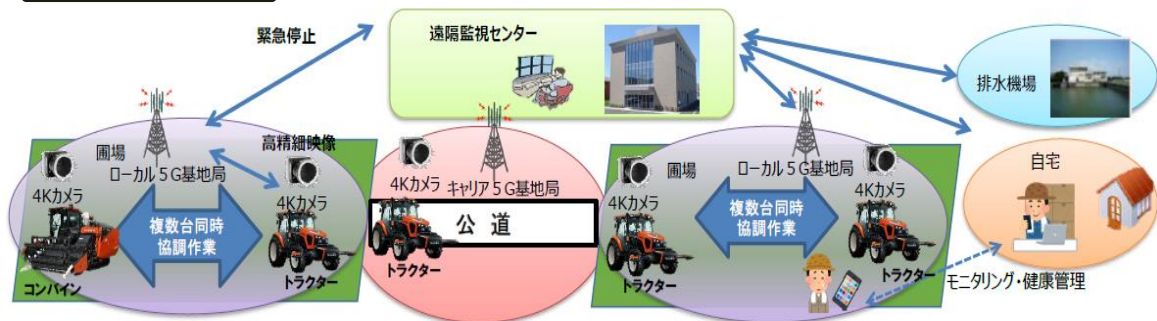 緊急停止
遠隔監視センター
排水機場
圃場
ローカル５G基地局
高精細映像
4Kカメラ
4Kカメラ
複数台同時
協調作業
コンバイン
トラクター
4Kカメラ
キャリア５G基地局
公 道
トラクター
圃場
ローカル５G基地局
4Kカメラ
4Kカメラ
複数台同時
協調作業
トラクター
トラクター
自宅
モニタリング・健康管理